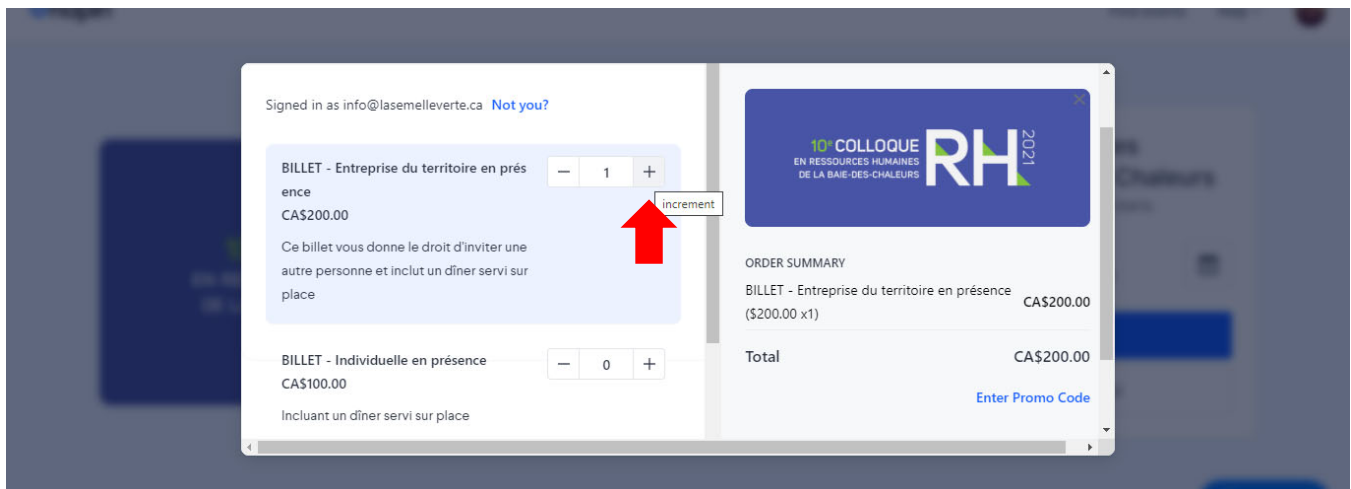 Signed in as info@lasemelleverte.ca Not you?
BILLET - Entreprise du territoire en prés
ence
CA$200.00
Ce billet vous donne le droit d'inviter une
autre personne et inclut un dîner servi sur
place
− 1 +
increment
BILLET - Individuelle en présence
CA$100.00
Incluant un dîner servi sur place
− 0 +
10e COLLOQUE
EN RESSOURCES HUMAINES
DE LA BAIE-DES-CHALEURS
RH
2021
ORDER SUMMARY
BILLET - Entreprise du territoire en présence
($200.00 x1)
CA$200.00
Total CA$200.00
Enter Promo Code